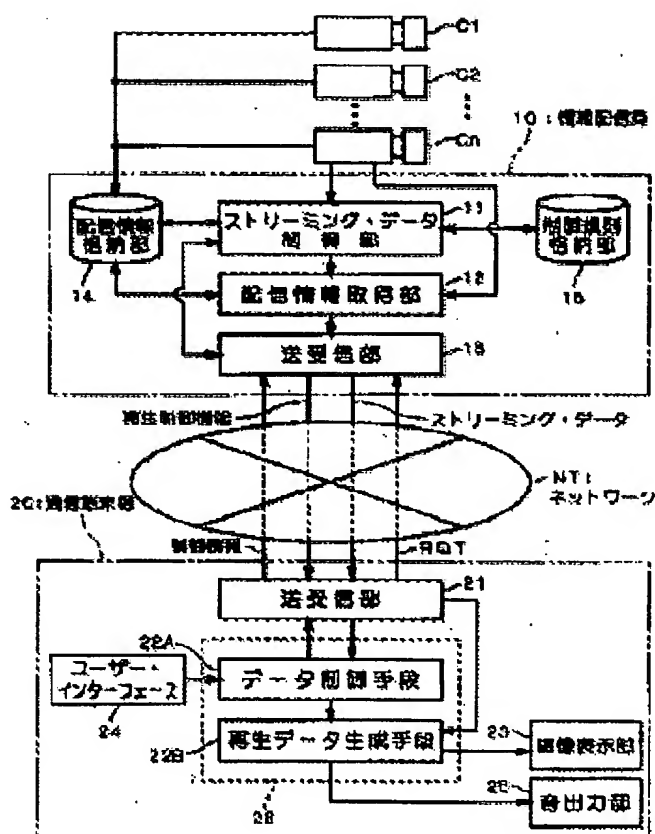 C1
C2
Cn
10:情報配信部
配信情報
格納部
14
ストリーミング・データ
制御部
11
制御規則
格納部
15
配信情報取得部
12
送受信部
13
再生制御情報
ストリーミング・データ
NT:
ネットワーク
20:通信端末部
制御情報
RQT
送受信部
21
22A
ユーザー・
インターフェース
24
データ制御手段
再生データ生成手段
22B
23
画像表示部
25
音出力部